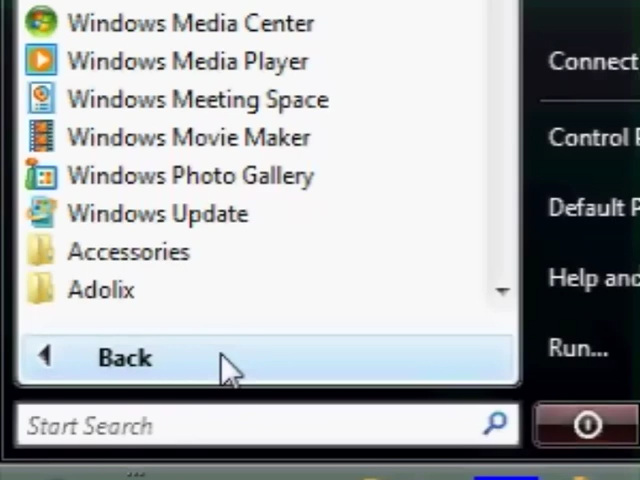 Windows Media Center
Windows Media Player
Windows Meeting Space
Windows Movie Maker
Windows Photo Gallery
Windows Update
Accessories
Adolix
Back
Start Search
Connect
Control
Default
Help and
Run...